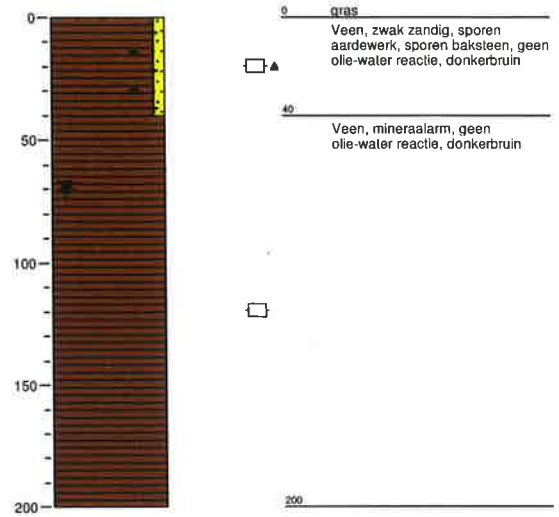 0
50
100
150
200
0 gras
Veen, zwak zandig, sporen
aardewerk, sporen baksteen, geen
olie-water reactie, donkerbruin
40
Veen, mineraalarm, geen
olie-water reactie, donkerbruin
200